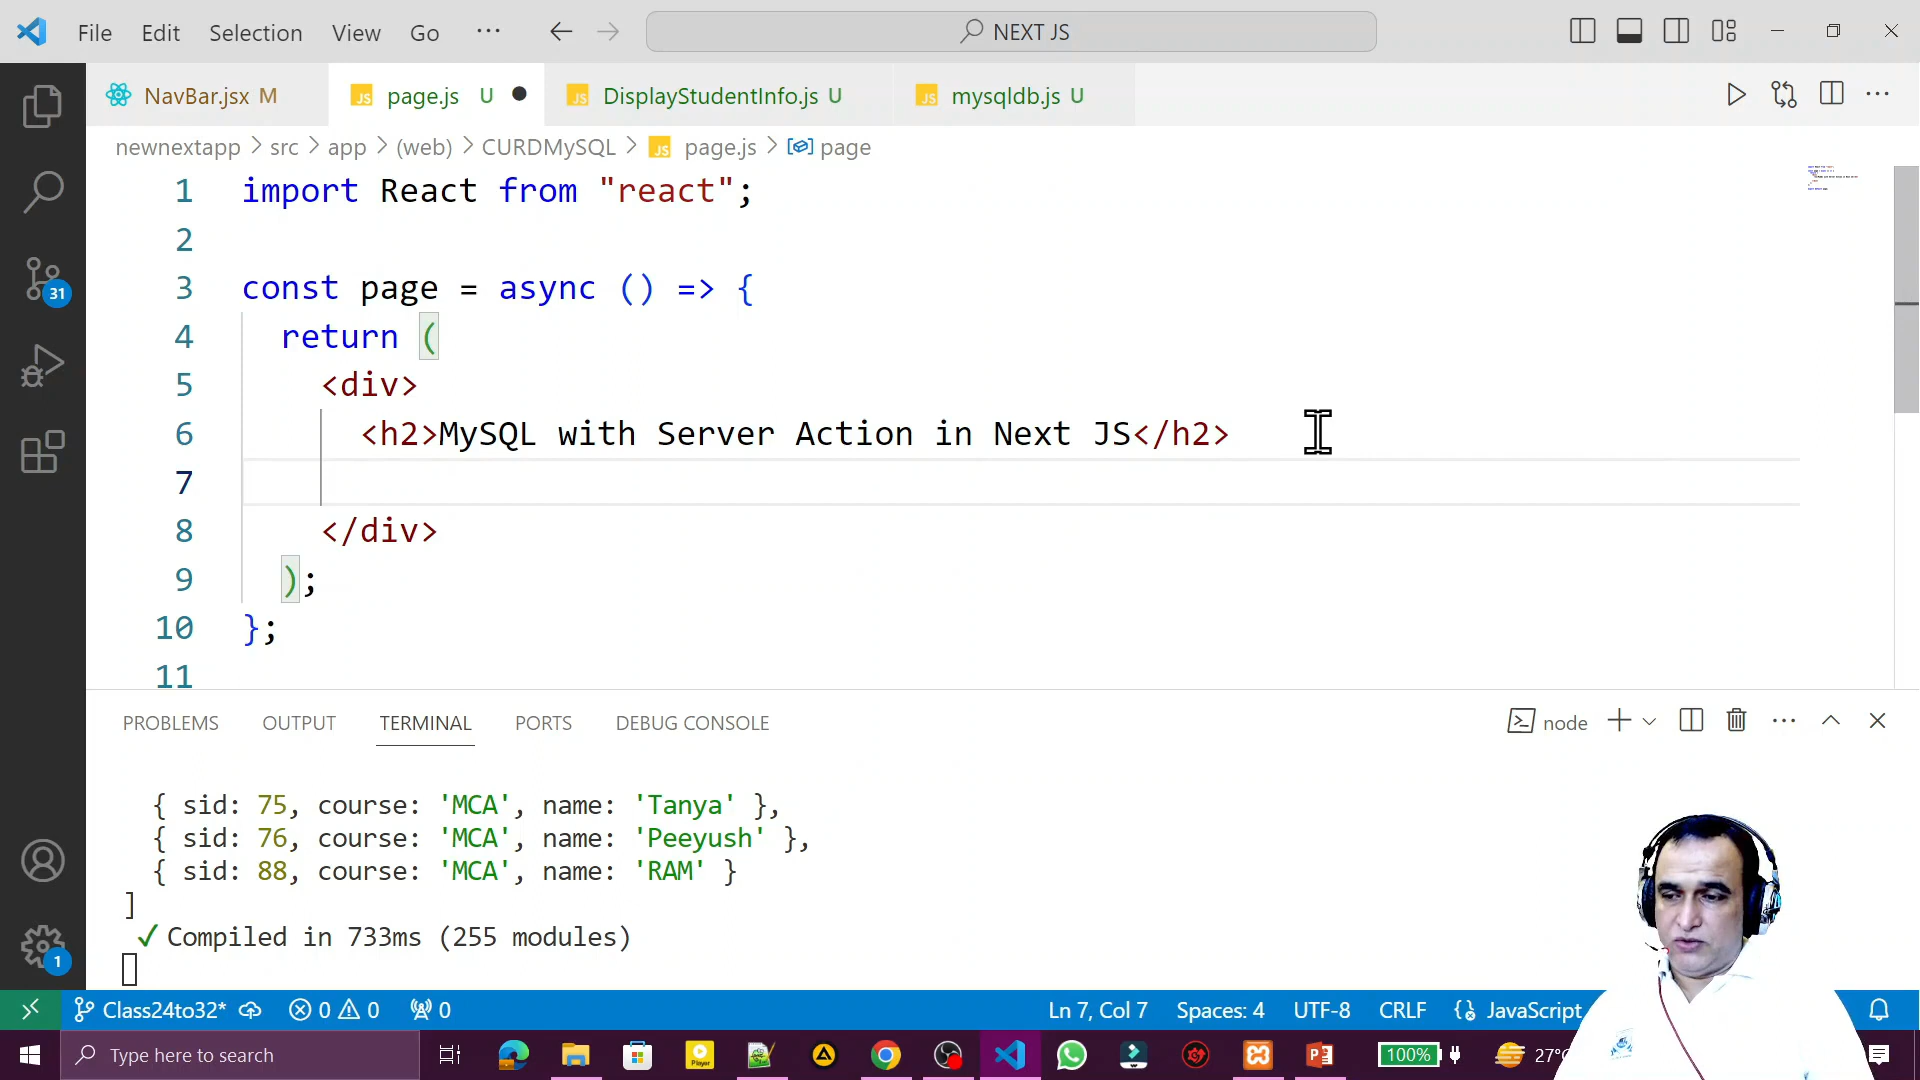 File Edit Selection View Go ··· NEXT JS
NavBar.jsx M page.js U DisplayStudentInfo.js U mysqldb.js U
newnextapp > src > app > (web) > CURDMySQL > JS page.js > page
1 import React from "react";
2
3 const page = async () => {
4 return (
5 <div>
6 <h2>MySQL with Server Action in Next JS</h2>
7
8 </div>
9 );
10 };
11
31
PROBLEMS OUTPUT TERMINAL PORTS DEBUG CONSOLE node
{ sid: 75, course: 'MCA', name: 'Tanya' },
{ sid: 76, course: 'MCA', name: 'Peeyush' },
{ sid: 88, course: 'MCA', name: 'RAM' }
]
✓ Compiled in 733ms (255 modules)
1
Class24to32* 0 0 0 Ln 7, Col 7 Spaces: 4 UTF-8 CRLF {} JavaScript
Type here to search Player 100% 27°C